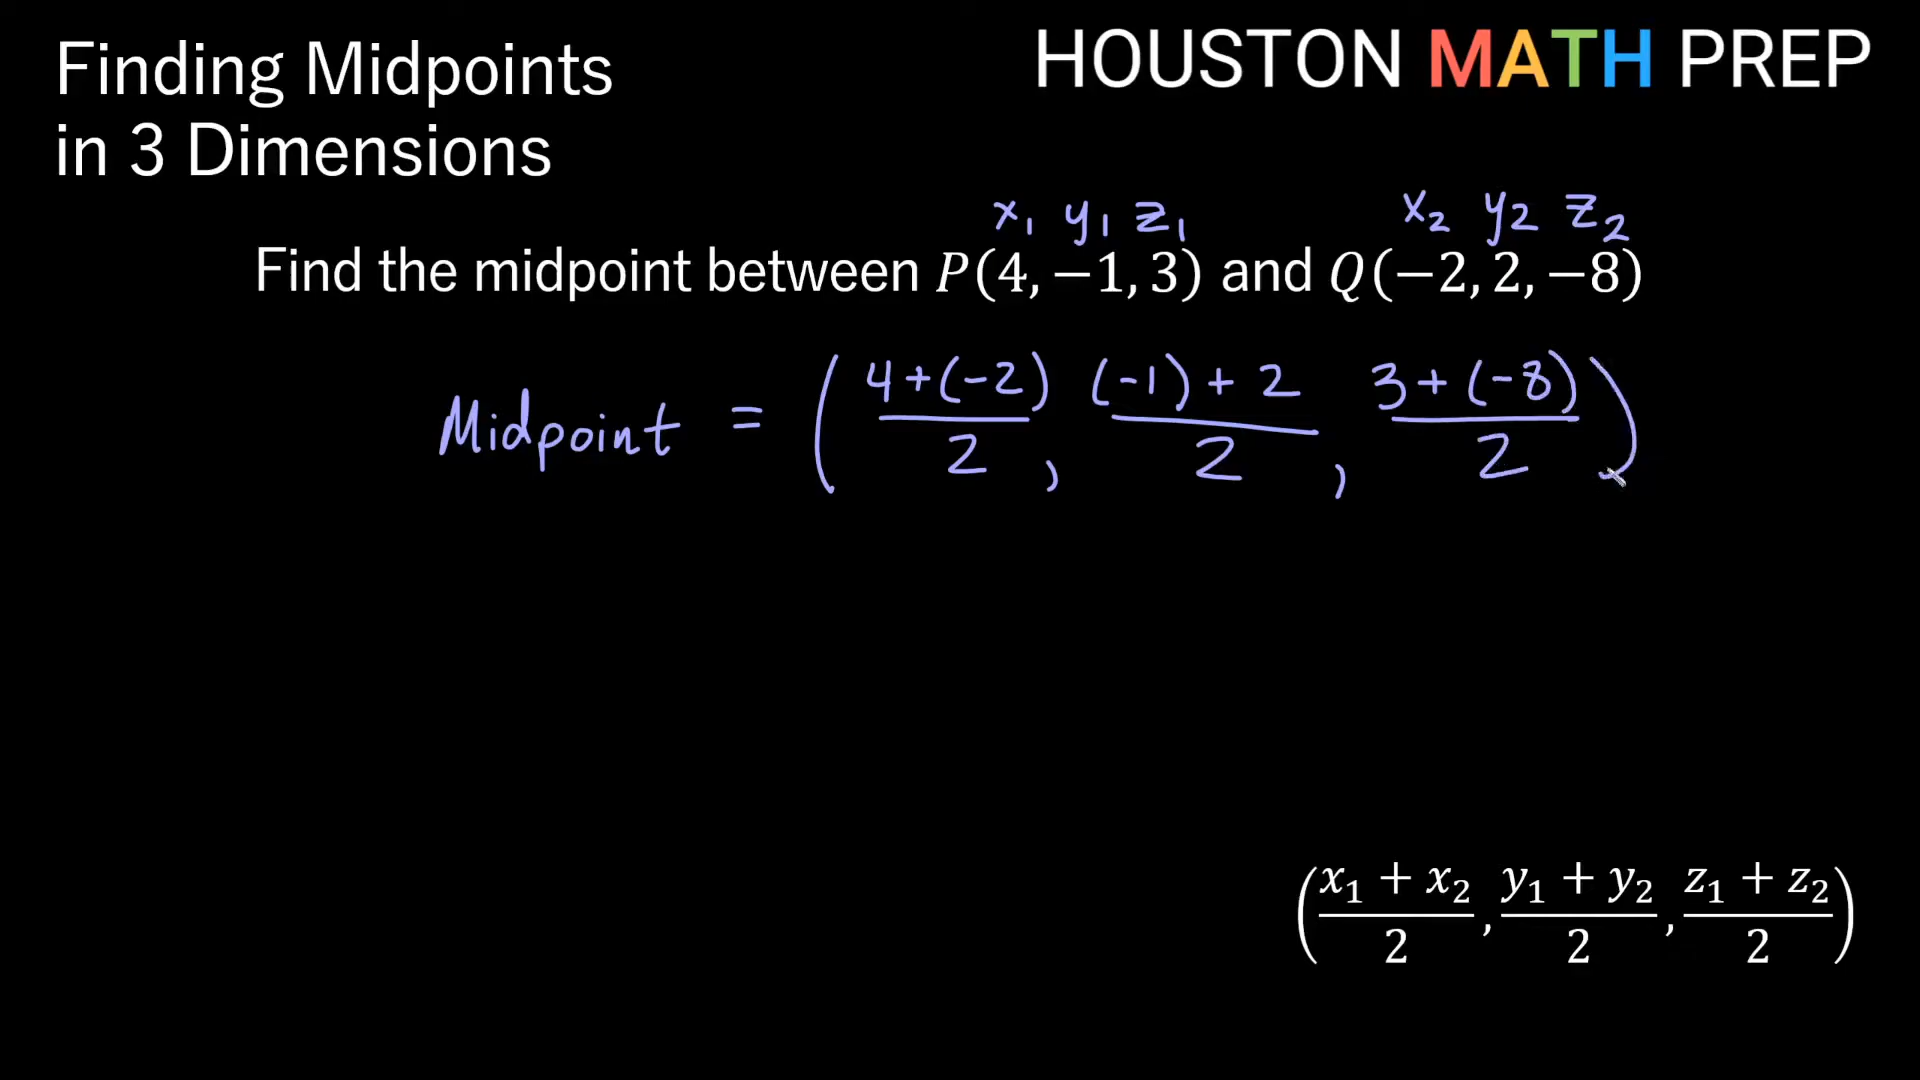 Finding Midpoints
in 3 Dimensions
HOUSTON MATH PREP
x₁ y₁ z₁ x₂ y₂ z₂
Find the midpoint between P(4, −1, 3) and Q(−2, 2, −8)
Midpoint = ( 4+(-2)/2 , (-1)+2/2 , 3+(-8)/2 )
( x₁ + x₂/2 , y₁ + y₂/2 , z₁ + z₂/2 )